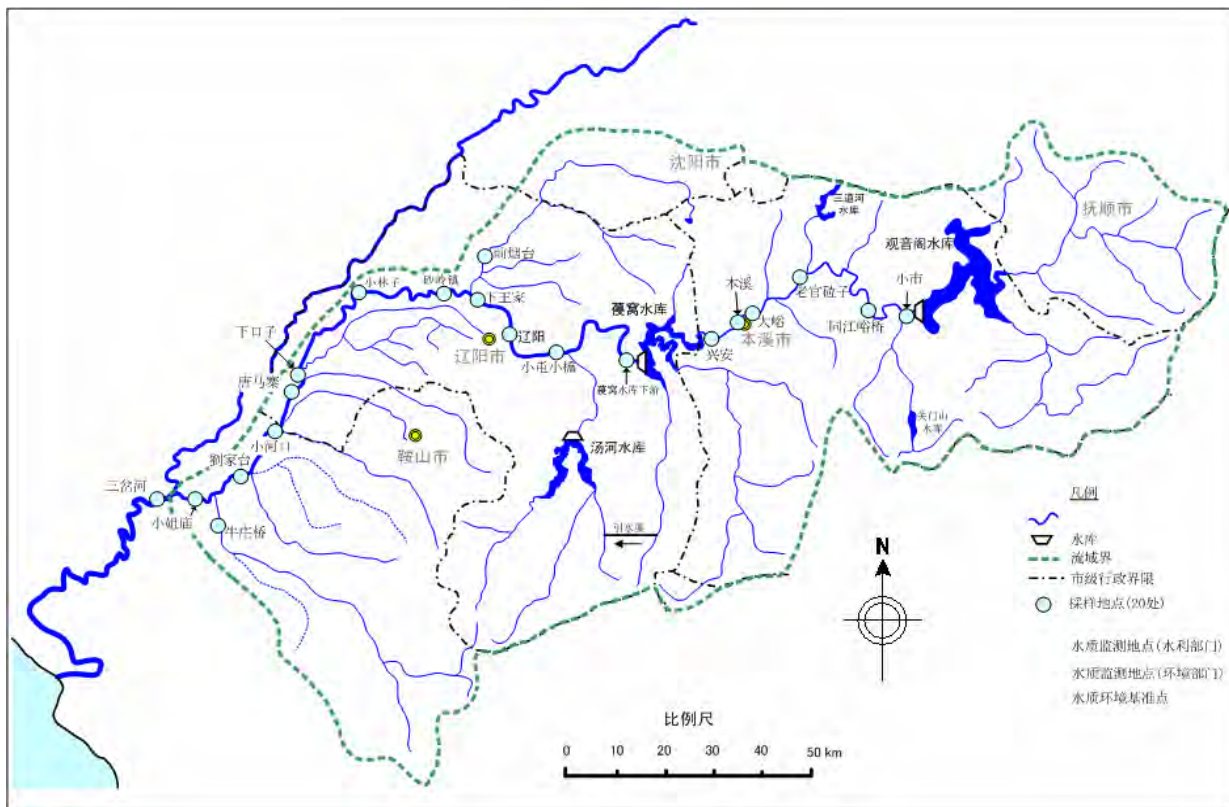 沈阳市
抚顺市
三道河
水库
观音阁水库
小市
老官砬子
同江峪桥
本溪
大峪
本溪市
兴安
葠窝水库
葠窝水库下游
关门山
水库
前烟台
下王家
砂岭镇
小林子
辽阳
辽阳市
小屯小桥
下口子
唐马寨
小河口
鞍山市
汤河水库
刘家台
三岔河
小姐庙
牛庄桥
引水渠
凡例
水库
流域界
市级行政界限
採样地点(20处)
水质监测地点(水利部门)
水质监测地点(环境部门)
水质环境基准点
N
比例尺
0 10 20 30 40 50 km